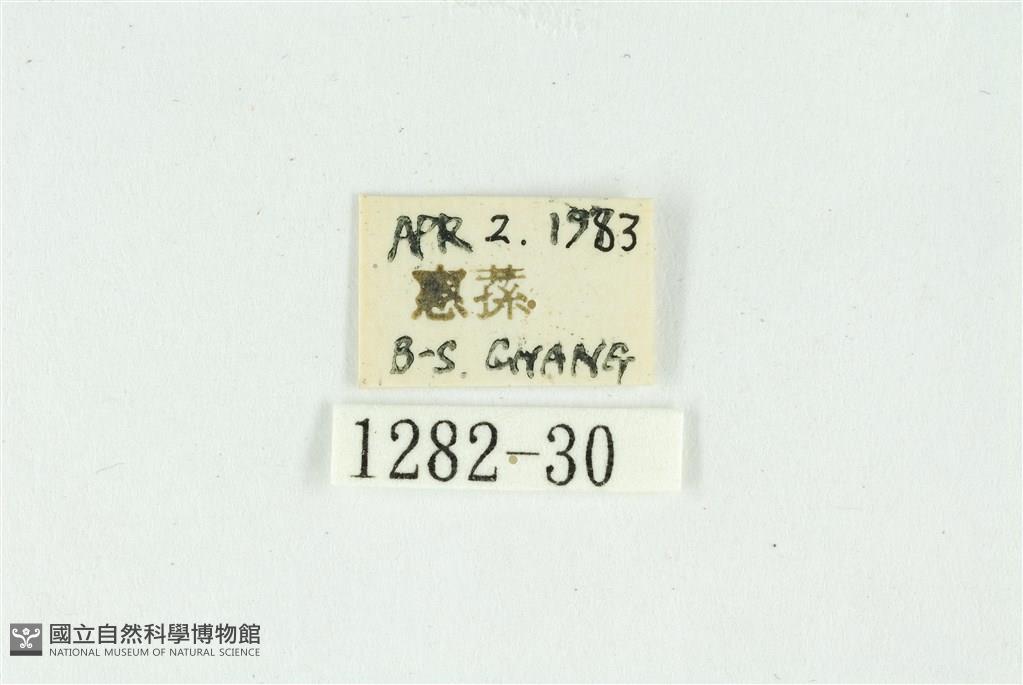 APR 2. 1983
惠蓀
B-S. CHANG
1282-30
國立自然科學博物館
NATIONAL MUSEUM OF NATURAL SCIENCE